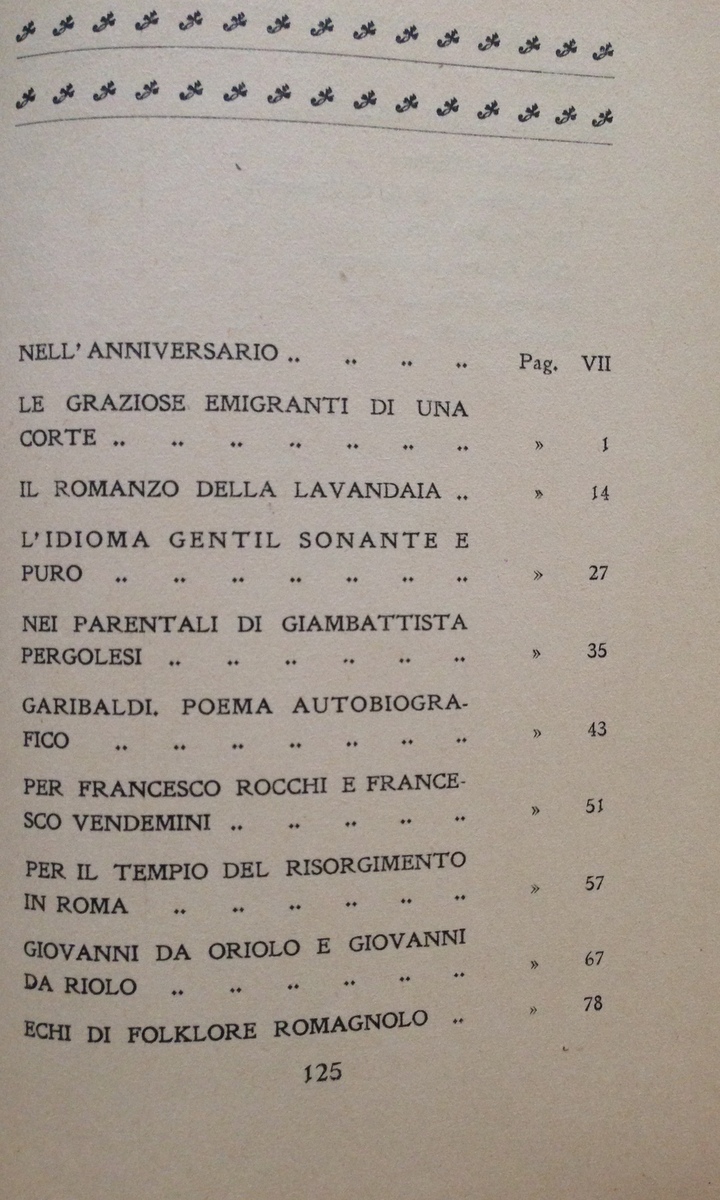 NELL' ANNIVERSARIO .. .. .. .. Pag. VII
LE GRAZIOSE EMIGRANTI DI UNA
CORTE .. .. .. .. .. .. .. » 1
IL ROMANZO DELLA LAVANDAIA .. » 14
L'IDIOMA GENTIL SONANTE E
PURO .. .. .. .. .. .. .. » 27
NEI PARENTALI DI GIAMBATTISTA
PERGOLESI .. .. .. .. .. .. » 35
GARIBALDI. POEMA AUTOBIOGRA-
FICO .. .. .. .. .. .. .. » 43
PER FRANCESCO ROCCHI E FRANCE-
SCO VENDEMINI .. .. .. .. .. » 51
PER IL TEMPIO DEL RISORGIMENTO
IN ROMA .. .. .. .. .. .. » 57
GIOVANNI DA ORIOLO E GIOVANNI
DA RIOLO .. .. .. .. .. .. » 67
ECHI DI FOLKLORE ROMAGNOLO .. » 78
125